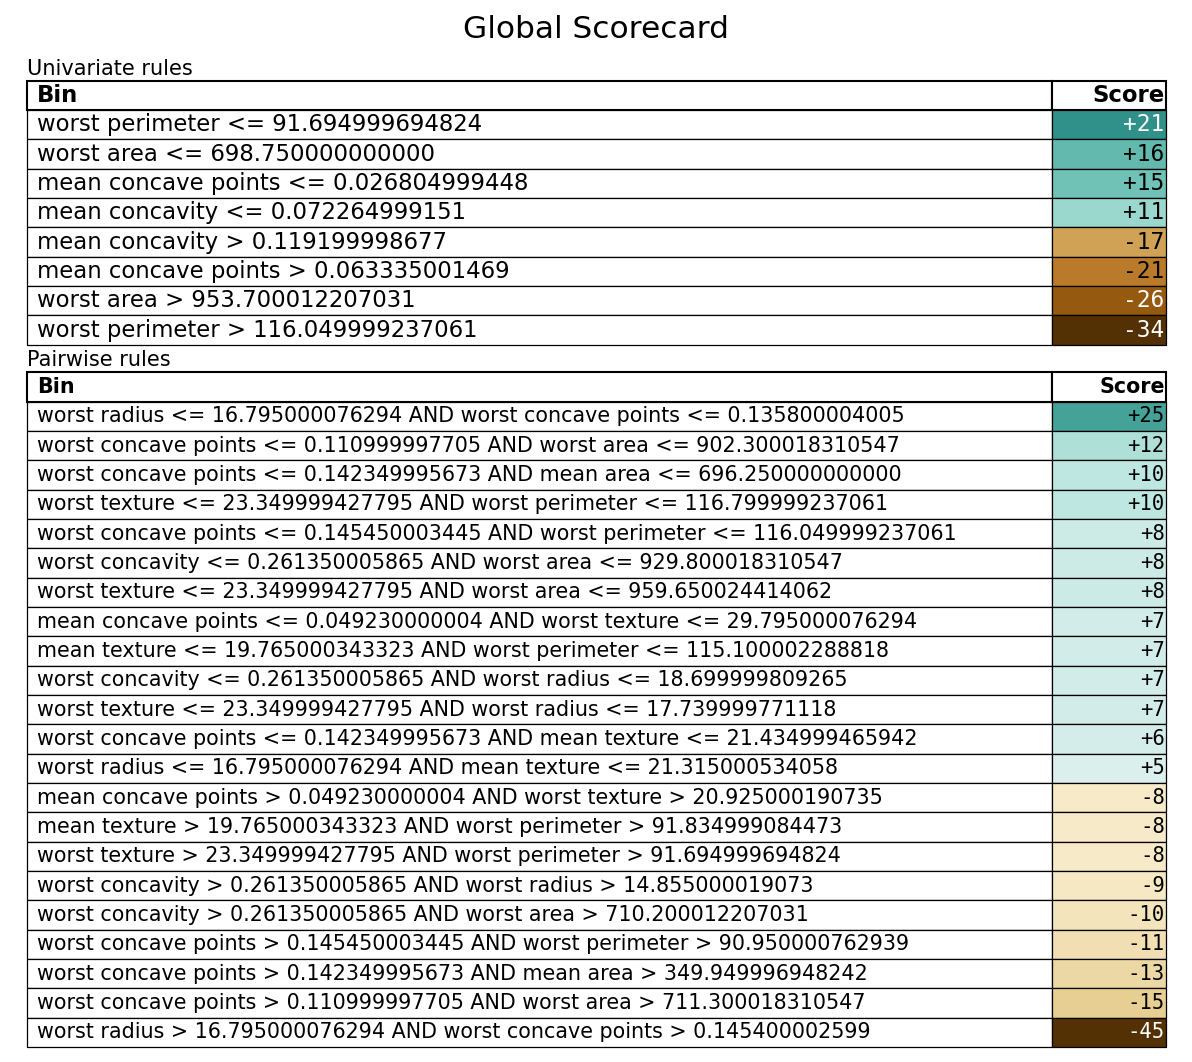 Global Scorecard
Univariate rules
Bin Score
worst perimeter <= 91.694999694824 +21
worst area <= 698.750000000000 +16
mean concave points <= 0.026804999448 +15
mean concavity <= 0.072264999151 +11
mean concavity > 0.119199998677 -17
mean concave points > 0.063335001469 -21
worst area > 953.700012207031 -26
worst perimeter > 116.049999237061 -34
Pairwise rules
Bin Score
worst radius <= 16.795000076294 AND worst concave points <= 0.135800004005 +25
worst concave points <= 0.110999997705 AND worst area <= 902.300018310547 +12
worst concave points <= 0.142349995673 AND mean area <= 696.250000000000 +10
worst texture <= 23.349999427795 AND worst perimeter <= 116.799999237061 +10
worst concave points <= 0.145450003445 AND worst perimeter <= 116.049999237061 +8
worst concavity <= 0.261350005865 AND worst area <= 929.800018310547 +8
worst texture <= 23.349999427795 AND worst area <= 959.650024414062 +8
mean concave points <= 0.049230000004 AND worst texture <= 29.795000076294 +7
mean texture <= 19.765000343323 AND worst perimeter <= 115.100002288818 +7
worst concavity <= 0.261350005865 AND worst radius <= 18.699999809265 +7
worst texture <= 23.349999427795 AND worst radius <= 17.739999771118 +7
worst concave points <= 0.142349995673 AND mean texture <= 21.434999465942 +6
worst radius <= 16.795000076294 AND mean texture <= 21.315000534058 +5
mean concave points > 0.049230000004 AND worst texture > 20.925000190735 -8
mean texture > 19.765000343323 AND worst perimeter > 91.834999084473 -8
worst texture > 23.349999427795 AND worst perimeter > 91.694999694824 -8
worst concavity > 0.261350005865 AND worst radius > 14.855000019073 -9
worst concavity > 0.261350005865 AND worst area > 710.200012207031 -10
worst concave points > 0.145450003445 AND worst perimeter > 90.950000762939 -11
worst concave points > 0.142349995673 AND mean area > 349.949996948242 -13
worst concave points > 0.110999997705 AND worst area > 711.300018310547 -15
worst radius > 16.795000076294 AND worst concave points > 0.145400002599 -45